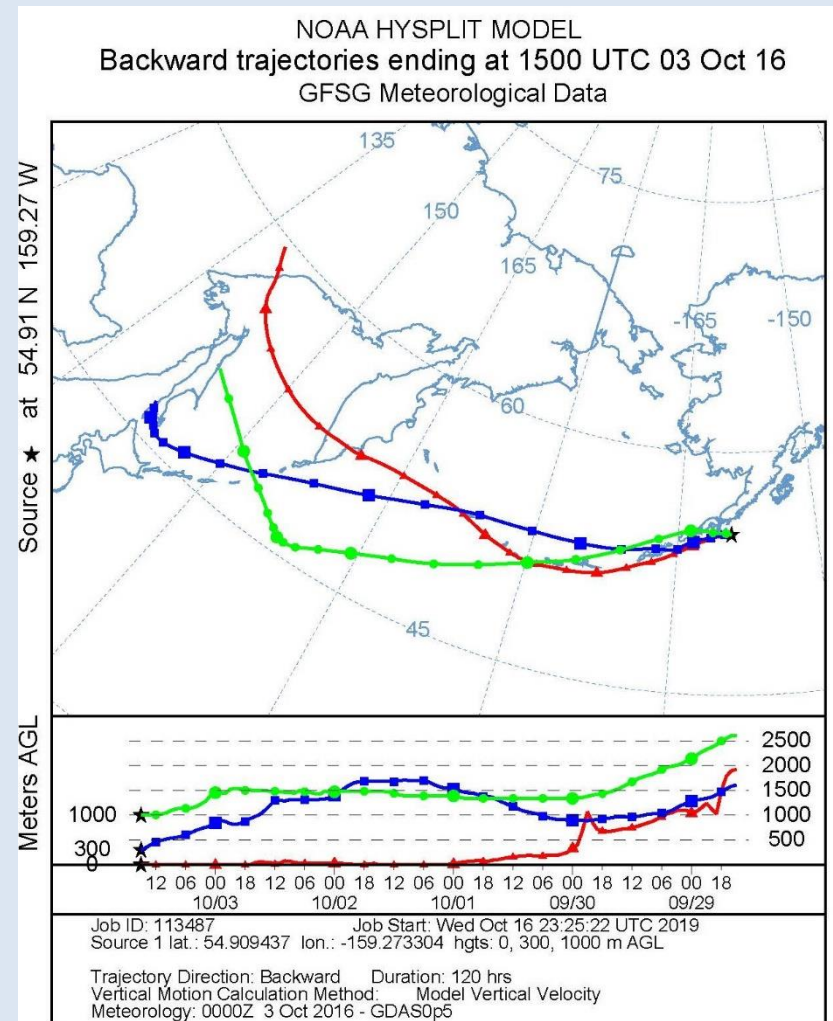 NOAA HYSPLIT MODEL
Backward trajectories ending at 1500 UTC 03 Oct 16
GFSG Meteorological Data
Source ★ at 54.91 N 159.27 W
135
75
150
165
-165
-150
60
45
Meters AGL
2500
2000
1500
1000
1000
500
300
0
12 06 00 18 12 06 00 18 12 06 00 18 12 06 00 18 12 06 00 18
10/03 10/02 10/01 09/30 09/29
Job ID: 113487 Job Start: Wed Oct 16 23:25:22 UTC 2019
Source 1 lat.: 54.909437 lon.: -159.273304 hgts: 0, 300, 1000 m AGL
Trajectory Direction: Backward Duration: 120 hrs
Vertical Motion Calculation Method: Model Vertical Velocity
Meteorology: 0000Z 3 Oct 2016 - GDAS0p5